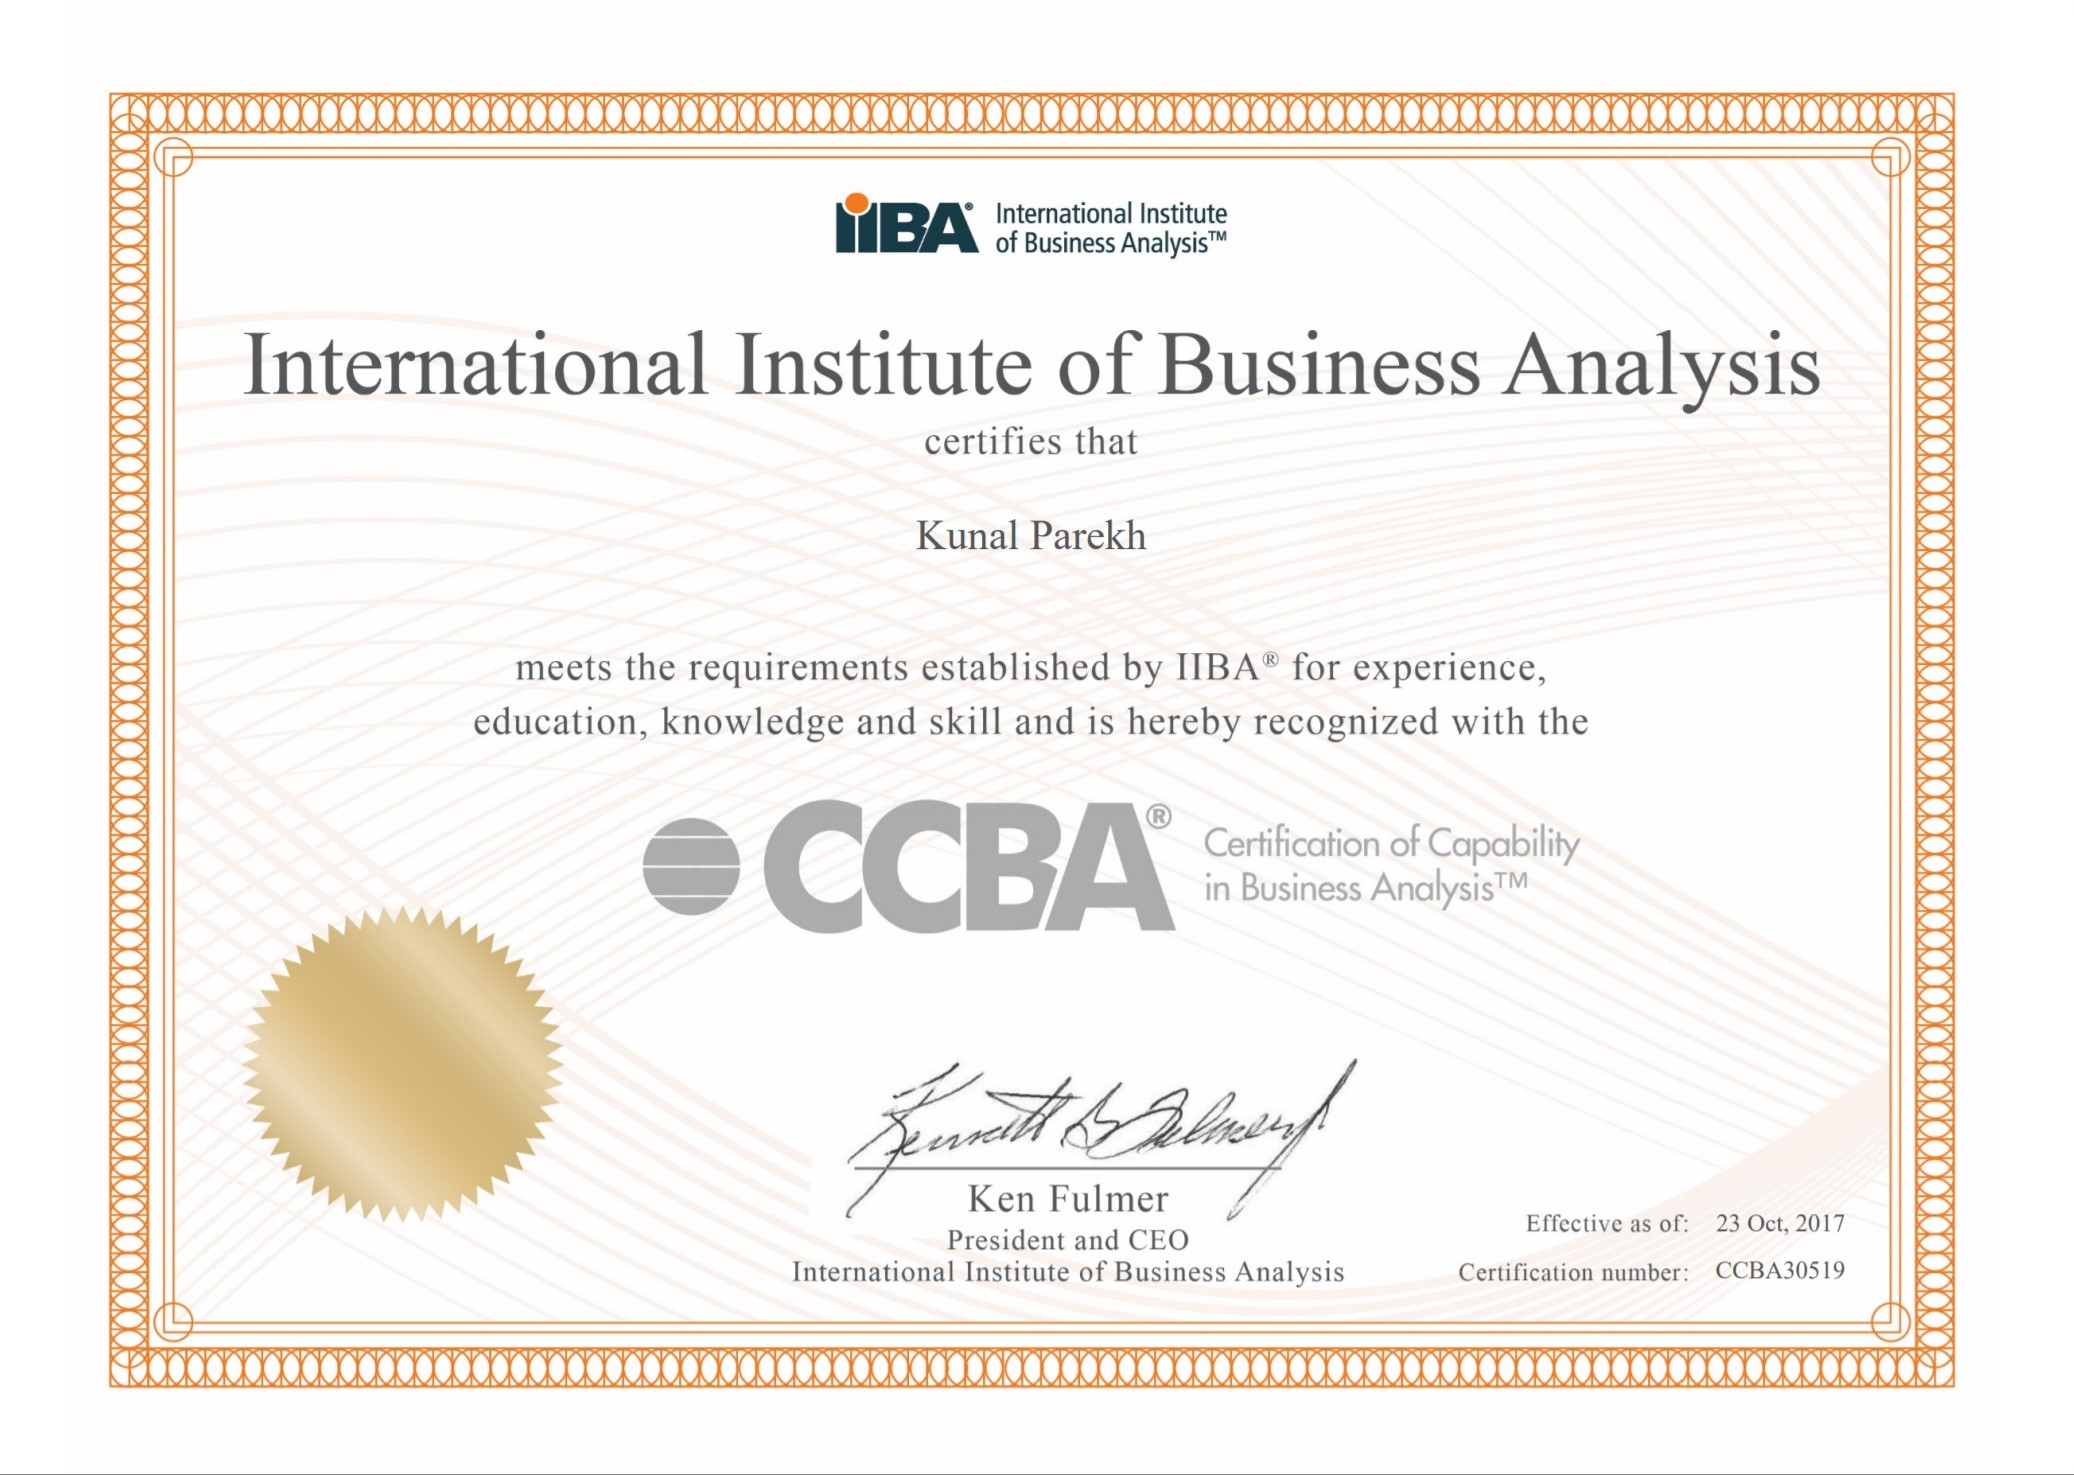 IIBA® International Institute
of Business Analysis™
International Institute of Business Analysis
certifies that
Kunal Parekh
meets the requirements established by IIBA® for experience,
education, knowledge and skill and is hereby recognized with the
CCBA® Certification of Capability
in Business Analysis™
Ken Fulmer
President and CEO
International Institute of Business Analysis
Effective as of: 23 Oct, 2017
Certification number: CCBA30519